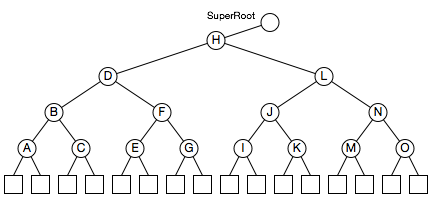 SuperRoot
H
D L
B F J N
A C E G I K M O